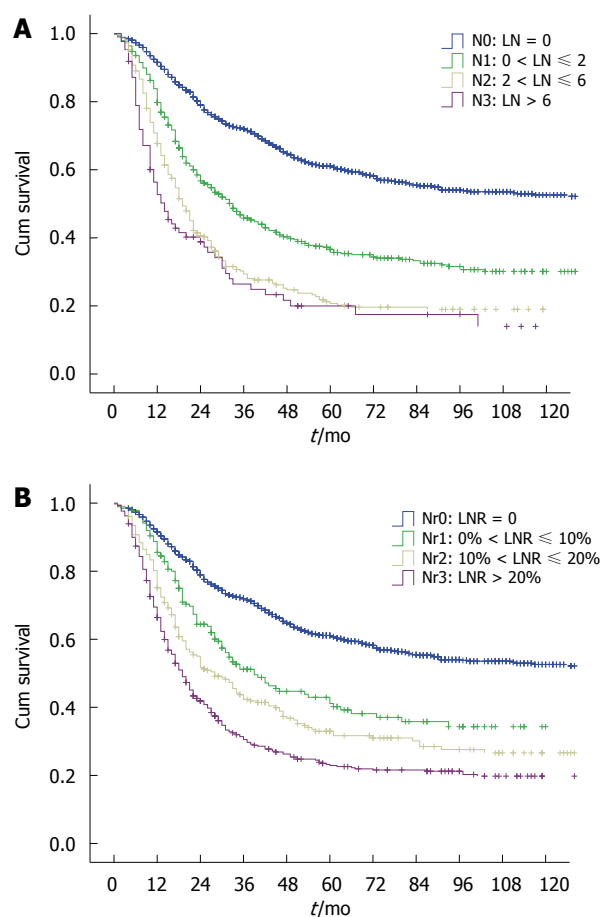 A
N0: LN = 0
N1: 0 < LN ≤ 2
N2: 2 < LN ≤ 6
N3: LN > 6
Cum survival
1.0
0.8
0.6
0.4
0.2
0.0
0 12 24 36 48 60 72 84 96 108 120
t/mo
B
Nr0: LNR = 0
Nr1: 0% < LNR ≤ 10%
Nr2: 10% < LNR ≤ 20%
Nr3: LNR > 20%
Cum survival
1.0
0.8
0.6
0.4
0.2
0.0
0 12 24 36 48 60 72 84 96 108 120
t/mo